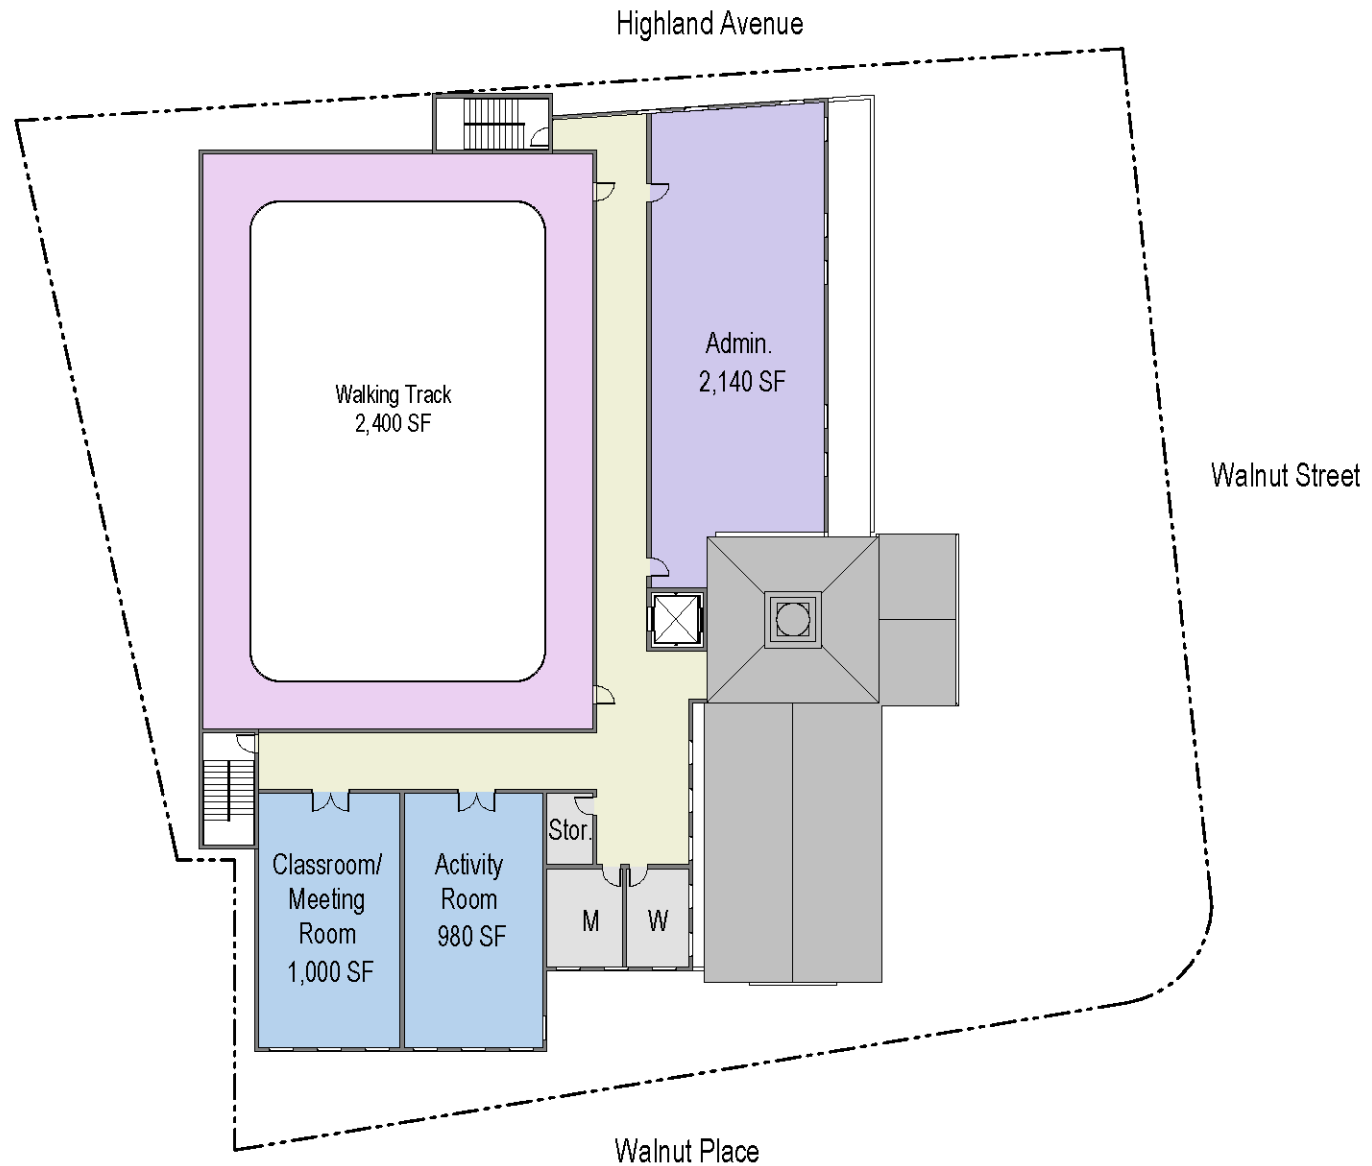 Highland Avenue
Admin.
2,140 SF
Walking Track
2,400 SF
Walnut Street
Stor.
Classroom/
Meeting
Room
1,000 SF
Activity
Room
980 SF
M
W
Walnut Place